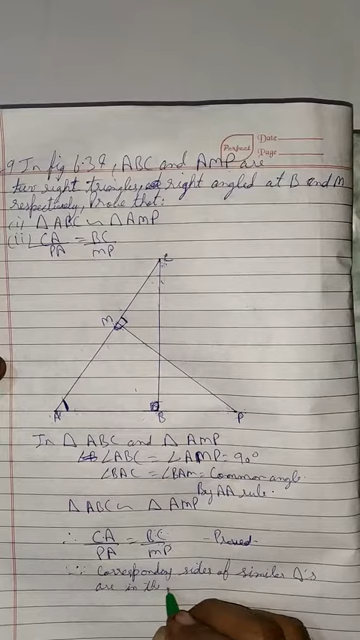 Perfect
Date
Page
9 In fig 6.39, ABC and AMP are
two right triangles, right angled at B and M
respectively, Prove that:
(i) △ ABC ~ △ AMP
(ii) CA/PA = BC/MP
C
M
A
B
P
In △ ABC and △ AMP
∠ABC = ∠AMP = 90°
∠BAC = ∠BAM = Common angle
By AA rule.
△ ABC ~ △ AMP
∴ CA/PA = BC/MP - Proved -
∵ Corresponding sides of similar △'s
are in the